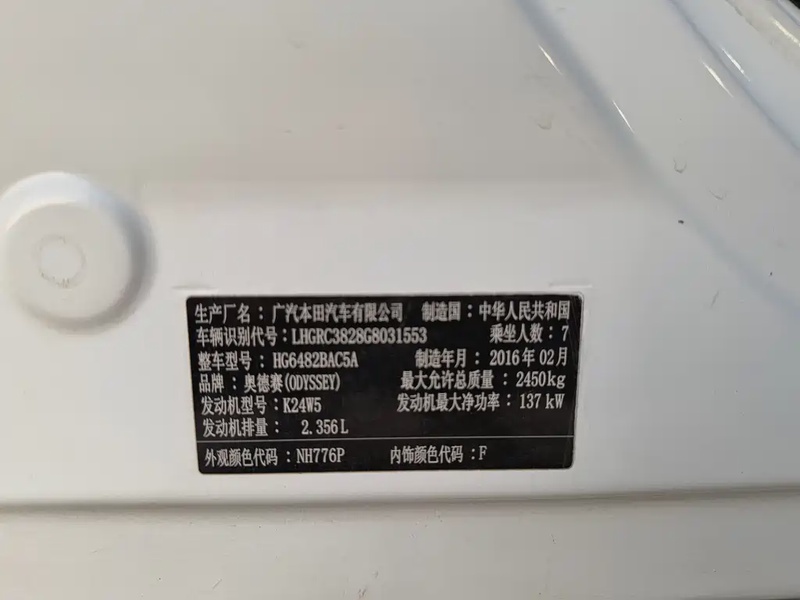 生产厂名：广汽本田汽车有限公司 制造国：中华人民共和国
车辆识别代号：LHGRC3828G8031553 乘坐人数：7
整车型号：HG6482BAC5A 制造年月：2016年02月
品牌：奥德赛(ODYSSEY) 最大允许总质量：2450kg
发动机型号：K24W5 发动机最大净功率：137kW
发动机排量：2.356L
外观颜色代码：NH776P 内饰颜色代码：F